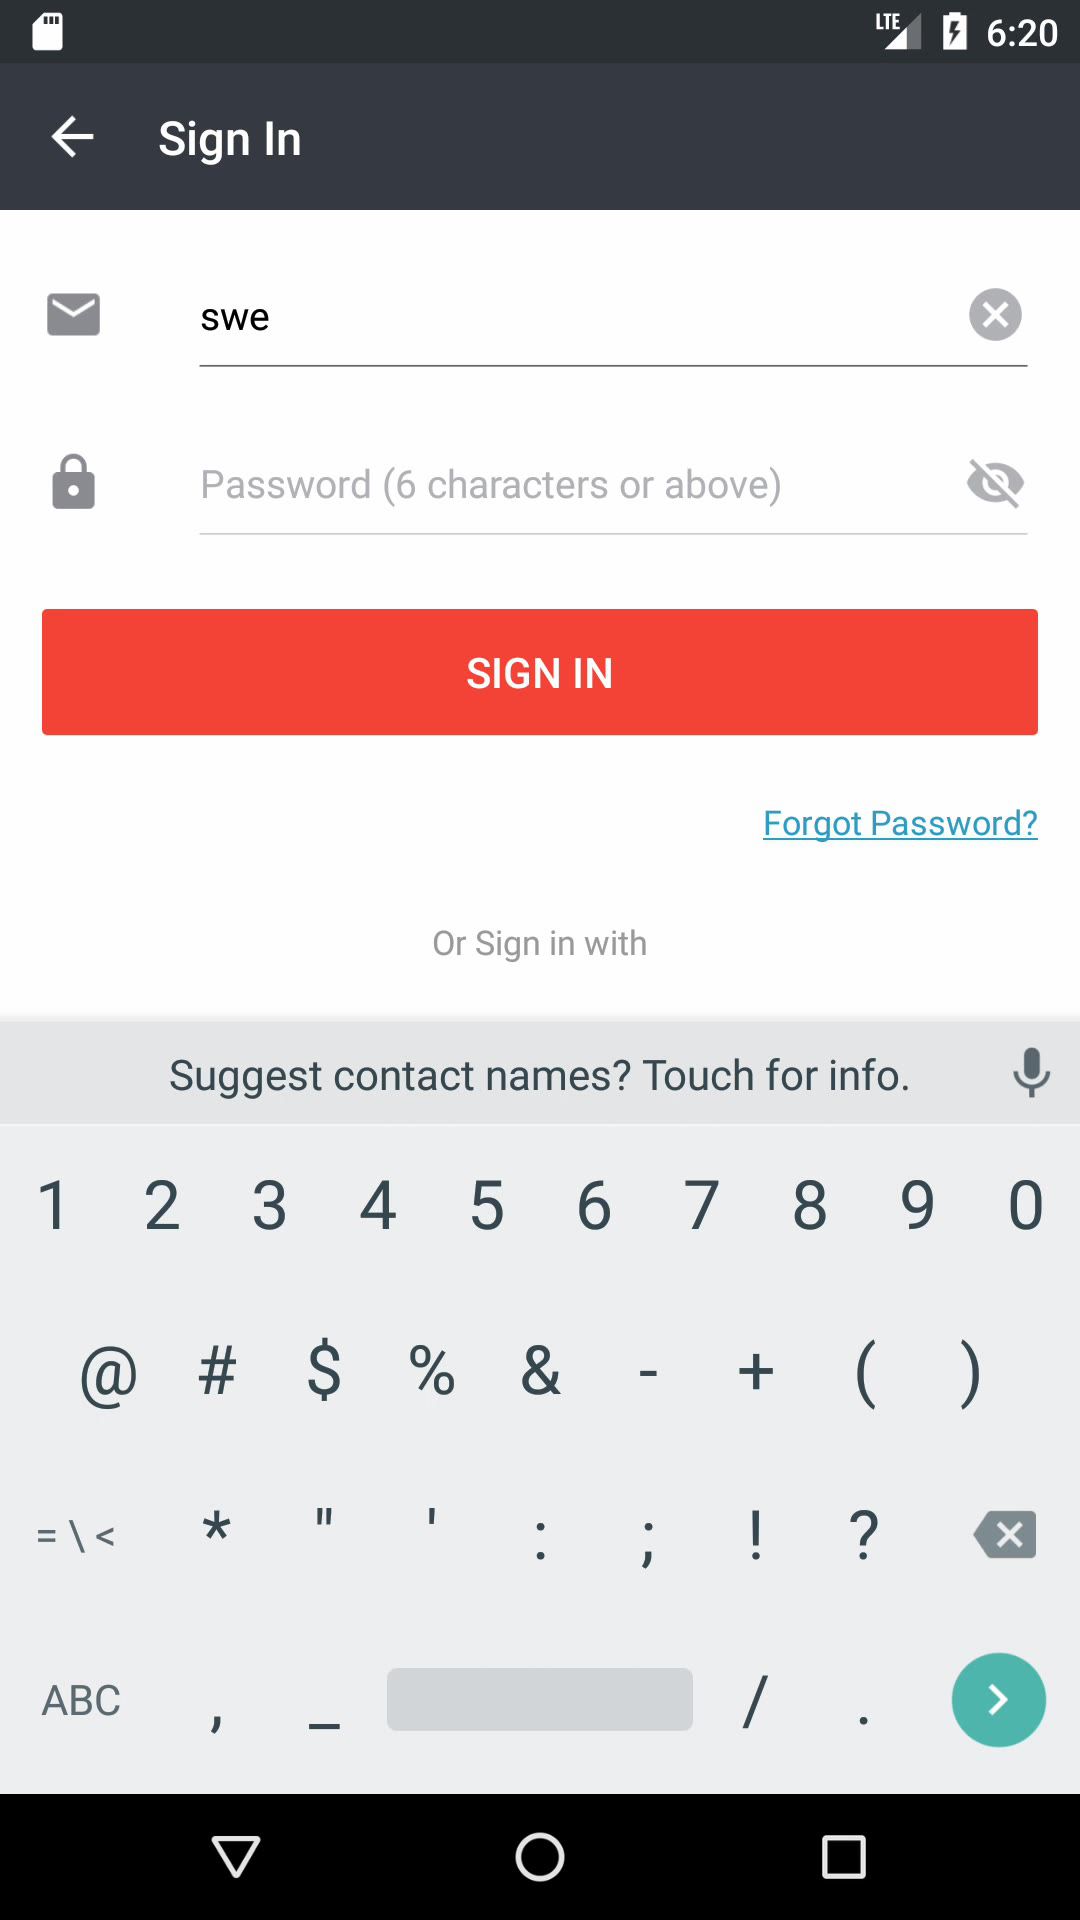 LTE 6:20
Sign In
swe
Password (6 characters or above)
SIGN IN
Forgot Password?
Or Sign in with
Suggest contact names? Touch for info.
1 2 3 4 5 6 7 8 9 0
@ # $ % & - + ( )
= \ < * " ' : ; ! ?
ABC , _ / .